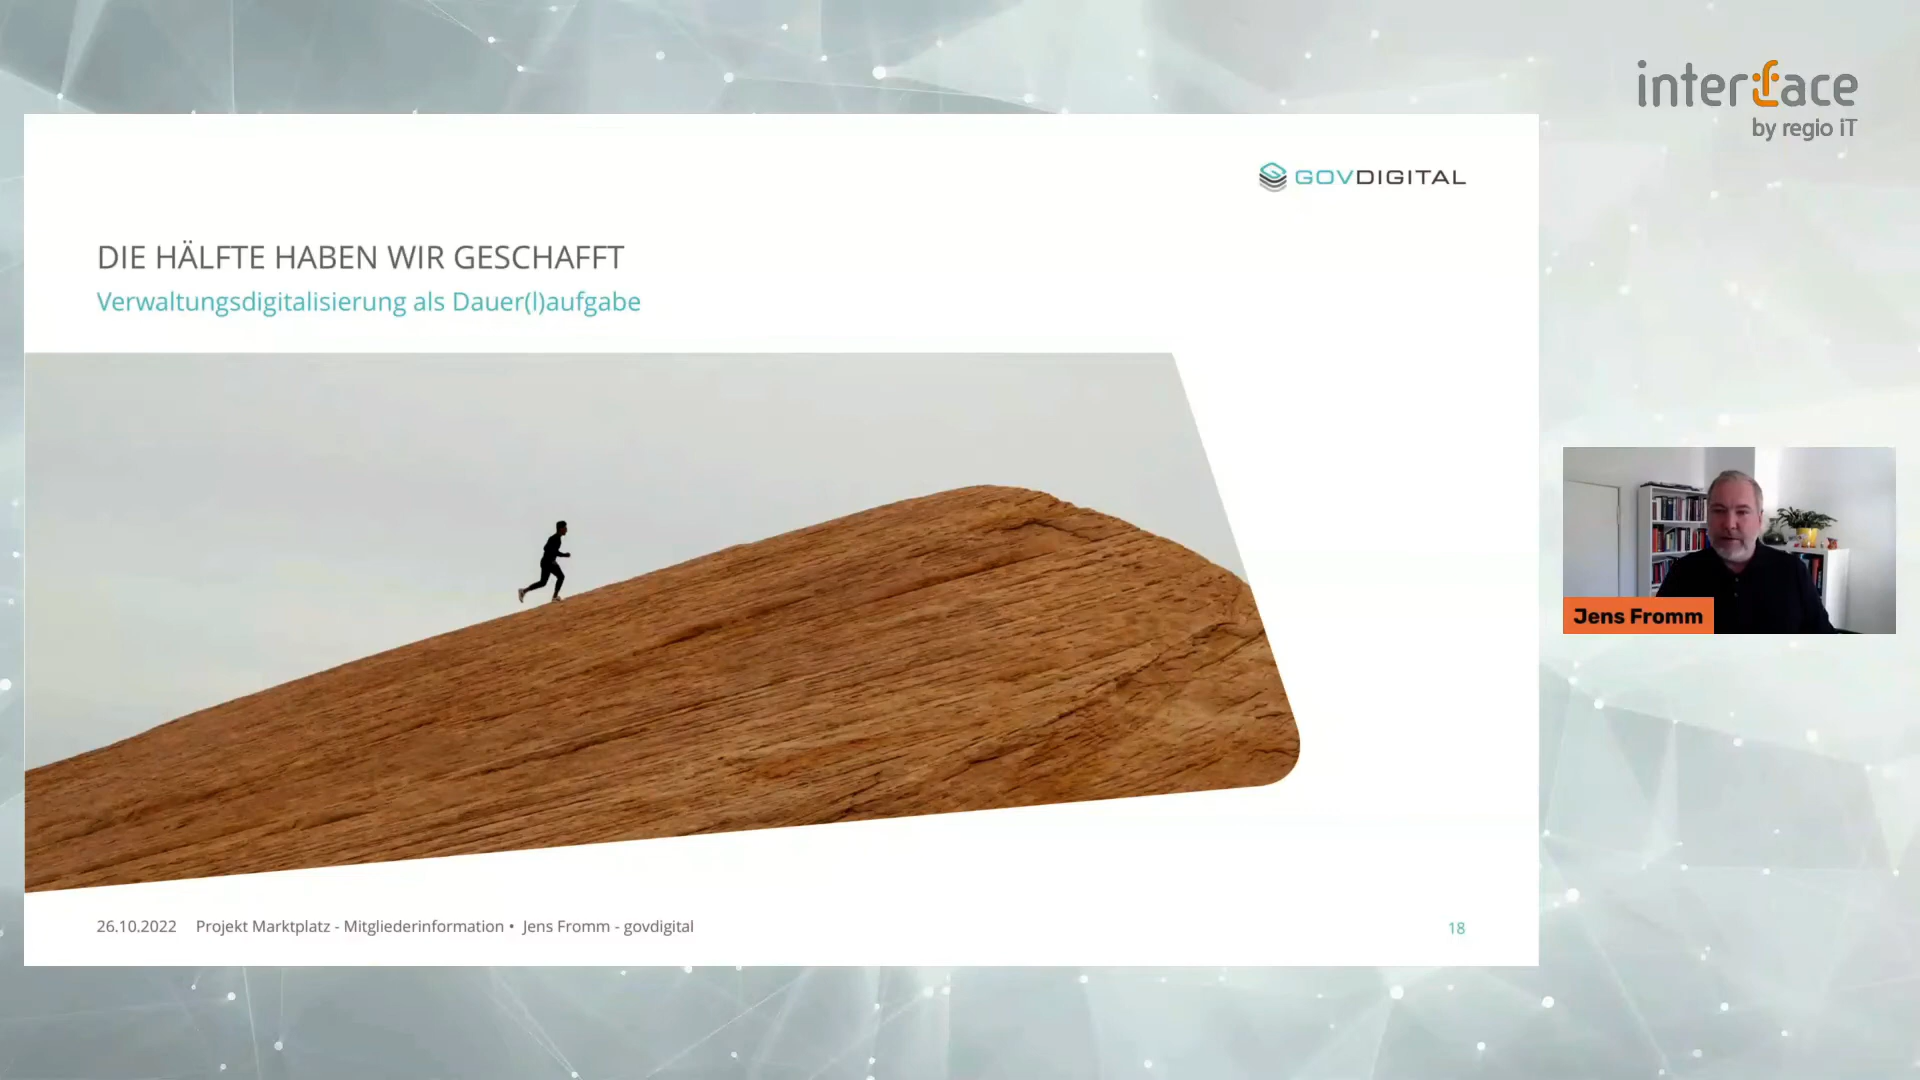 interface
by regio iT
GOVDIGITAL
DIE HÄLFTE HABEN WIR GESCHAFFT
Verwaltungsdigitalisierung als Dauer(l)aufgabe
Jens Fromm
26.10.2022 Projekt Marktplatz - Mitgliederinformation • Jens Fromm - govdigital
18